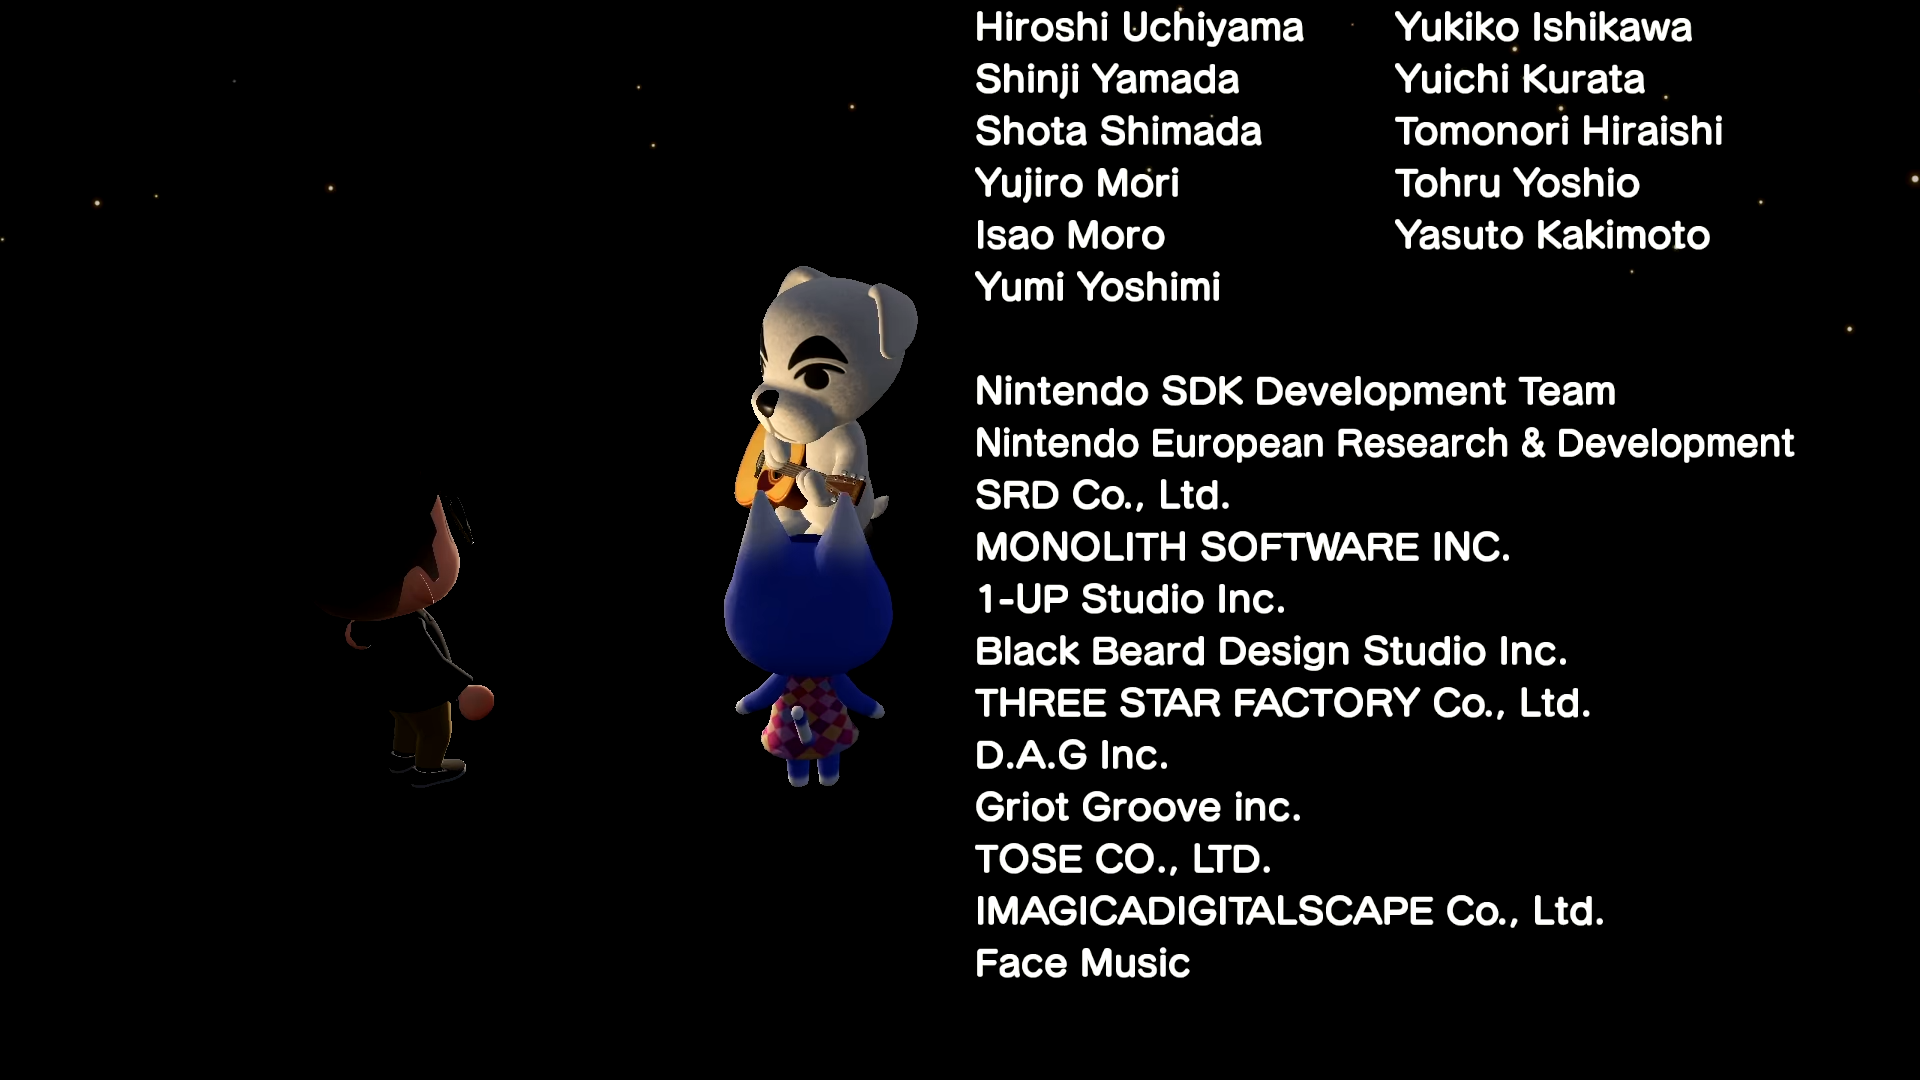 Hiroshi Uchiyama Yukiko Ishikawa
Shinji Yamada Yuichi Kurata
Shota Shimada Tomonori Hiraishi
Yujiro Mori Tohru Yoshio
Isao Moro Yasuto Kakimoto
Yumi Yoshimi
Nintendo SDK Development Team
Nintendo European Research & Development
SRD Co., Ltd.
MONOLITH SOFTWARE INC.
1-UP Studio Inc.
Black Beard Design Studio Inc.
THREE STAR FACTORY Co., Ltd.
D.A.G Inc.
Griot Groove inc.
TOSE CO., LTD.
IMAGICADIGITALSCAPE Co., Ltd.
Face Music